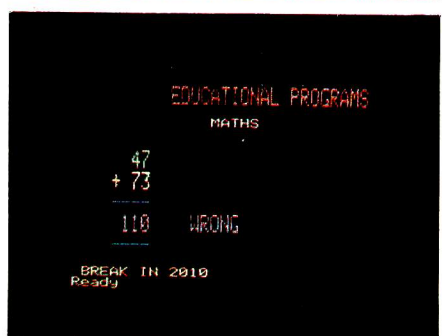 EDUCATIONAL PROGRAMS
MATHS
47
+ 73
110 WRONG
BREAK IN 2010
Ready